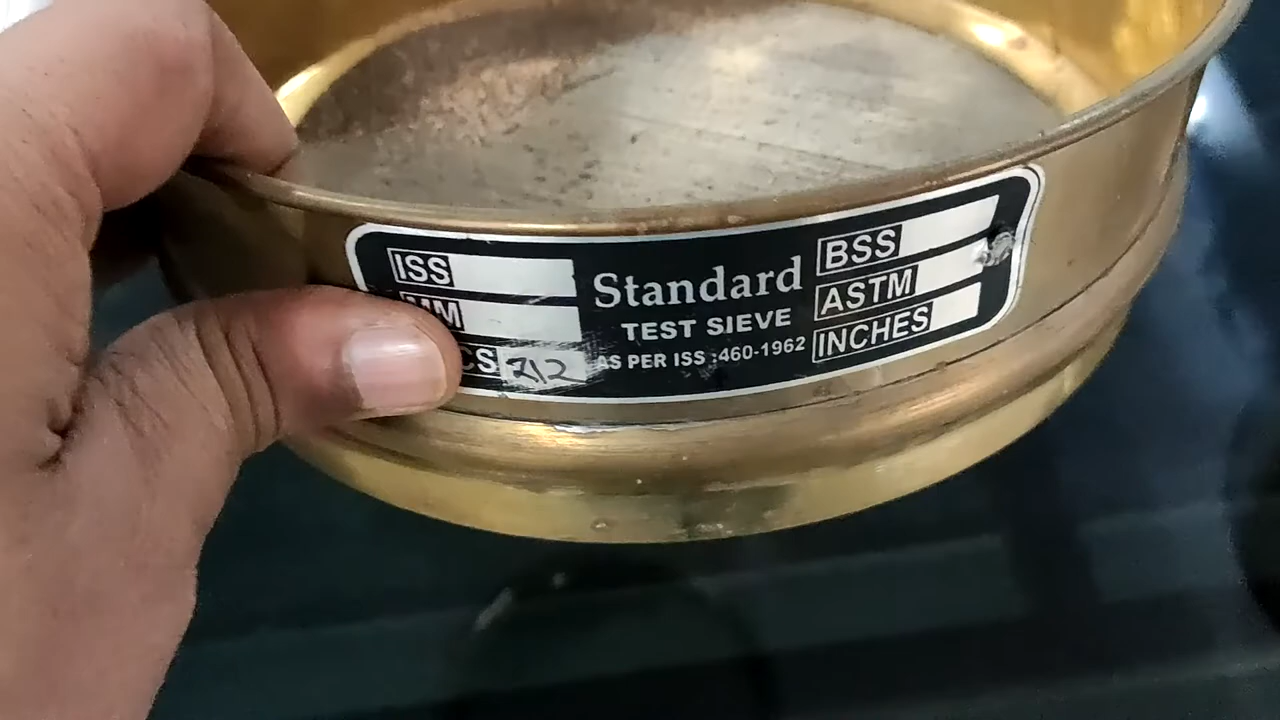 ISS
MM
CS 212
Standard
TEST SIEVE
AS PER ISS :460-1962
BSS
ASTM
INCHES